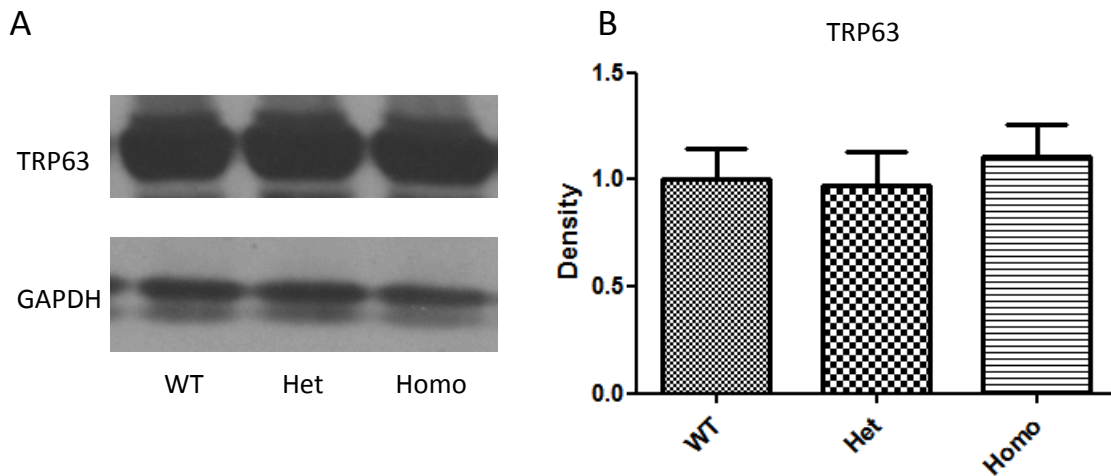 A
TRP63
GAPDH
WT Het Homo
B
TRP63
Density
1.5
1.0
0.5
0.0
WT
Het
Homo